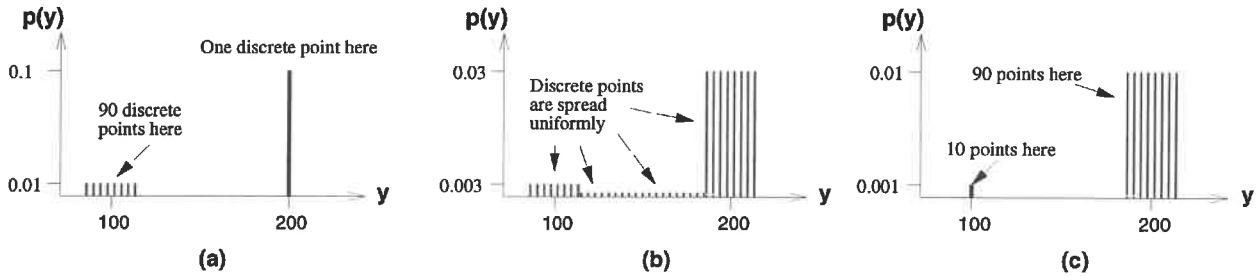 p(y)
One discrete point here
0.1
90 discrete
points here
0.01
100
200
y
(a)
p(y)
0.03
Discrete points
are spread
uniformly
0.003
100
200
y
(b)
p(y)
0.01
90 points here
10 points here
0.001
100
200
y
(c)